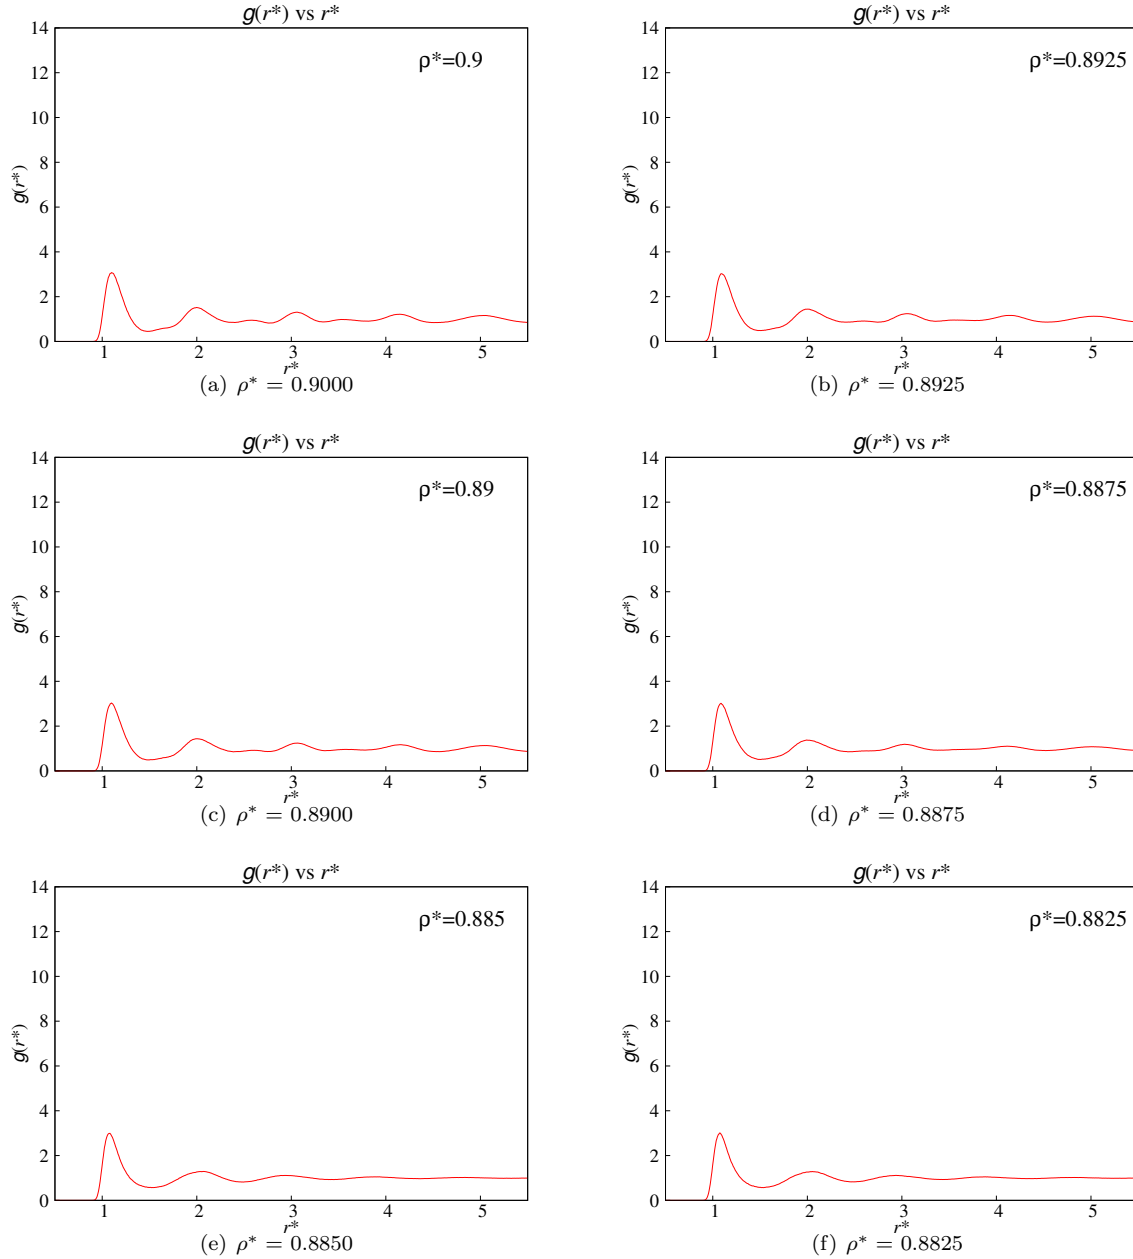 g(r*) vs r*
14
12
10
8
6
4
2
0
g(r*)
ρ*=0.9
1 2 3 4 5
r*
(a) ρ* = 0.9000
g(r*) vs r*
14
12
10
8
6
4
2
0
g(r*)
ρ*=0.8925
1 2 3 4 5
r*
(b) ρ* = 0.8925
g(r*) vs r*
14
12
10
8
6
4
2
0
g(r*)
ρ*=0.89
1 2 3 4 5
r*
(c) ρ* = 0.8900
g(r*) vs r*
14
12
10
8
6
4
2
0
g(r*)
ρ*=0.8875
1 2 3 4 5
r*
(d) ρ* = 0.8875
g(r*) vs r*
14
12
10
8
6
4
2
0
g(r*)
ρ*=0.885
1 2 3 4 5
r*
(e) ρ* = 0.8850
g(r*) vs r*
14
12
10
8
6
4
2
0
g(r*)
ρ*=0.8825
1 2 3 4 5
r*
(f) ρ* = 0.8825